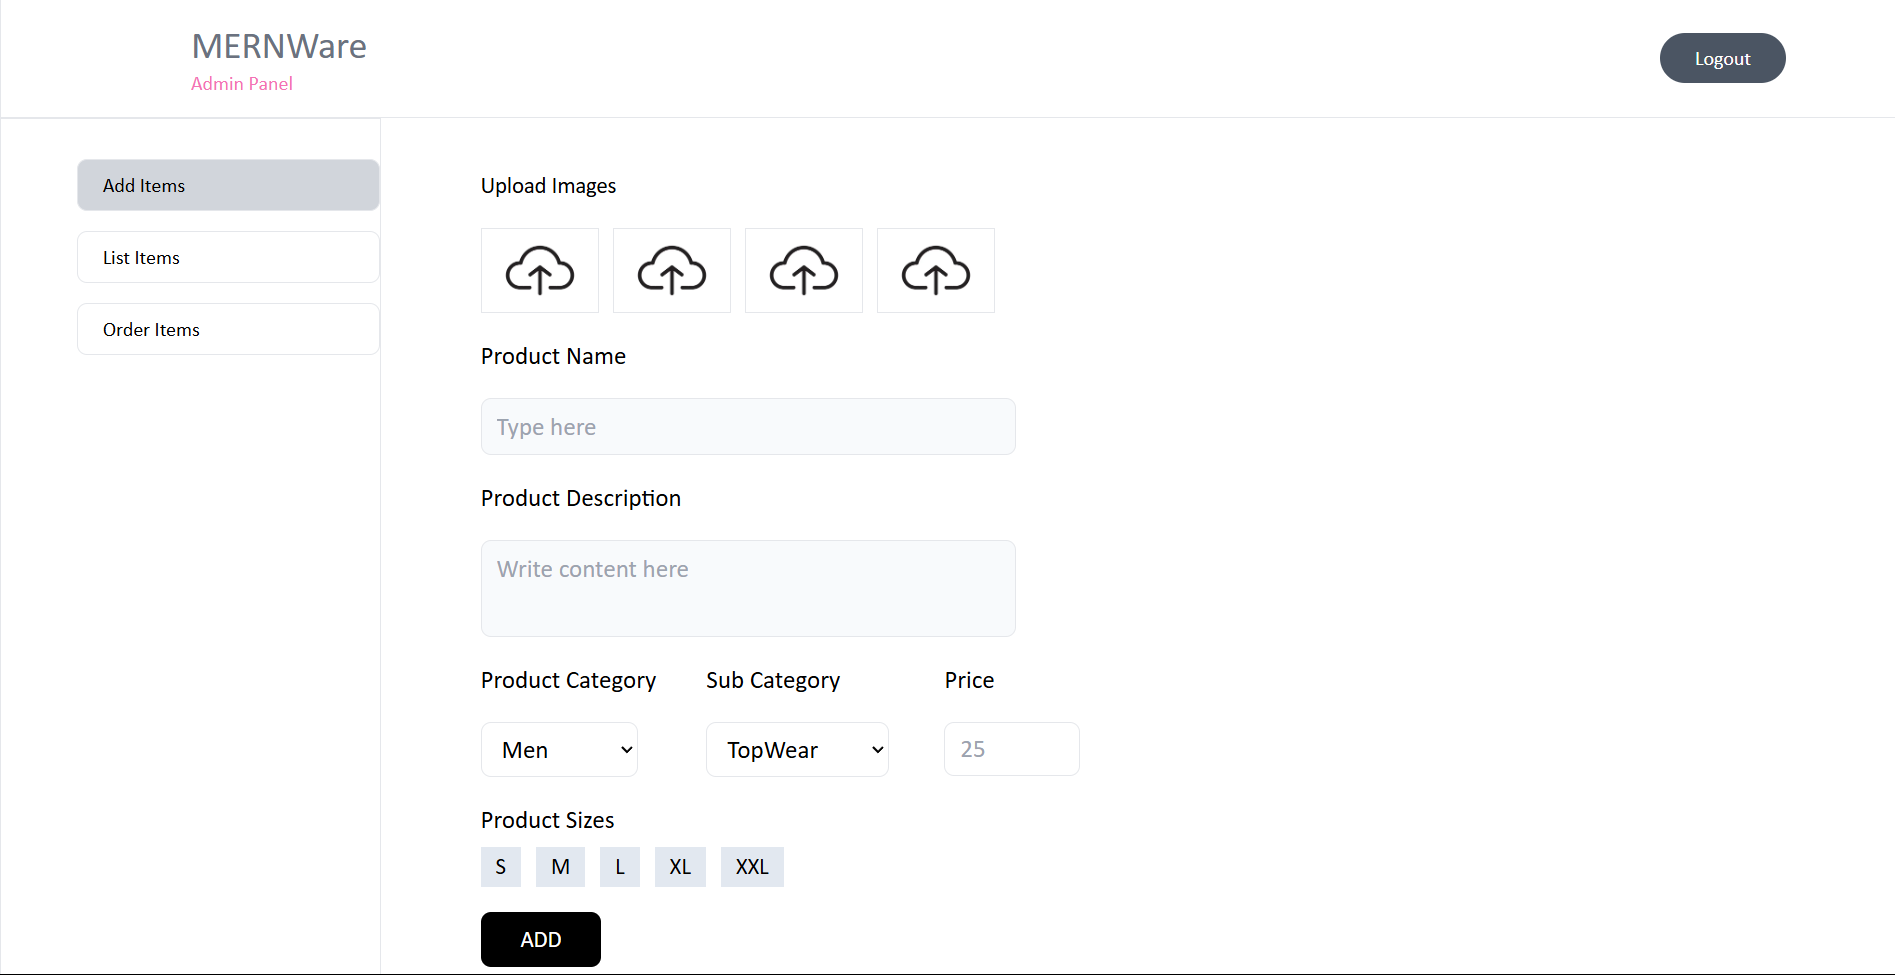 MERNWare
Admin Panel
Logout
Add Items
List Items
Order Items
Upload Images
Product Name
Type here
Product Description
Write content here
Product Category Sub Category Price
Men TopWear 25
Product Sizes
S M L XL XXL
ADD